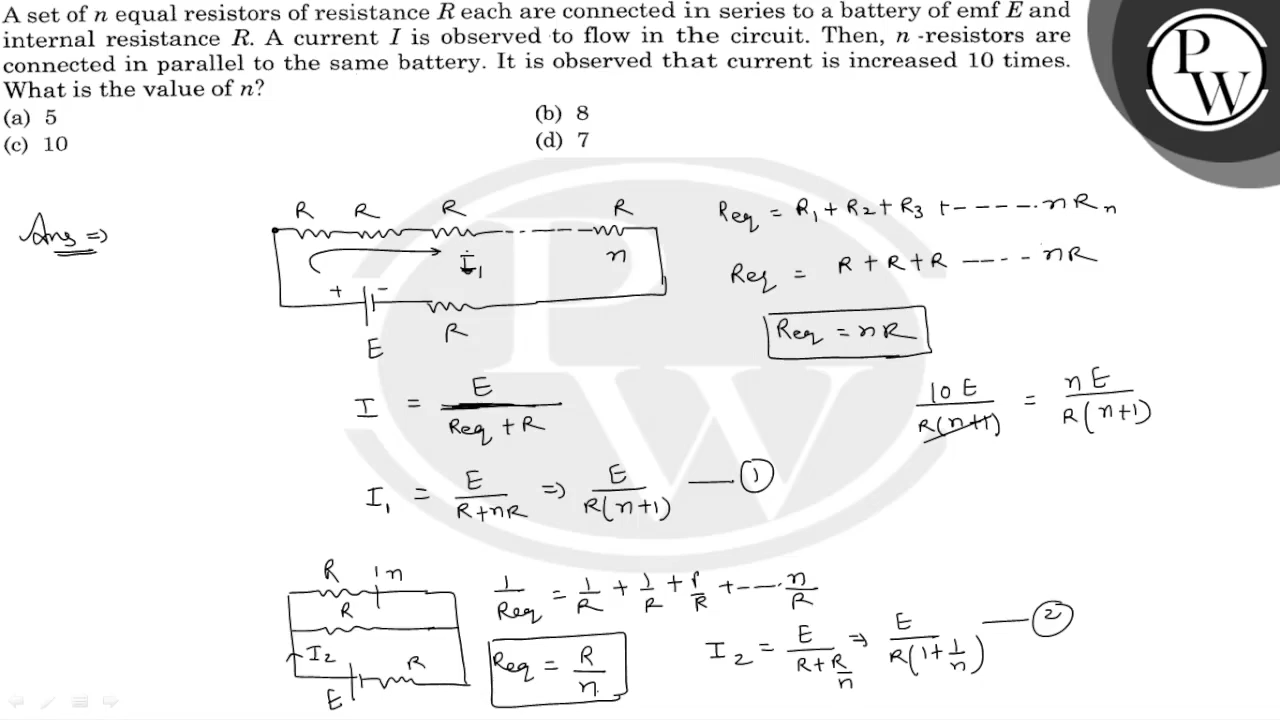 A set of n equal resistors of resistance R each are connected in series to a battery of emf E and
internal resistance R. A current I is observed to flow in the circuit. Then, n -resistors are
connected in parallel to the same battery. It is observed that current is increased 10 times.
What is the value of n?
(a) 5 (b) 8
(c) 10 (d) 7
P
W
Ans ⇒
R R R R
n
I₁
+ -
E
R
Req = R₁ + R₂ + R₃ + ----- nRn
Req = R + R + R ----- nR
Req = nR
I = E / (Req + R)
10 E / R(n+1) = n E / R(n+1)
I₁ = E / (R+nR) ⇒ E / R(n+1) —— ①
R n
R
I₂
E R
1/Req = 1/R + 1/R + 1/R + ---- n/R
Req = R/n
I₂ = E / (R + R/n) ⇒ E / R(1 + 1/n) —— ②
PW